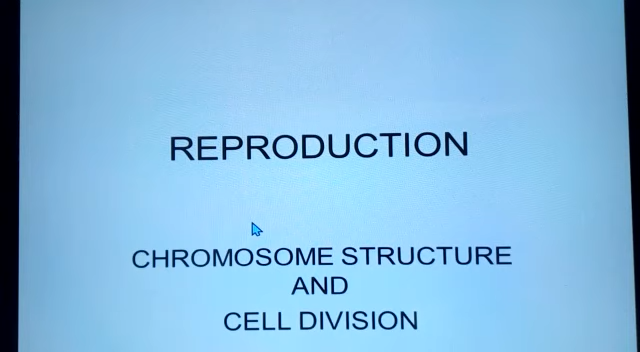 REPRODUCTION
CHROMOSOME STRUCTURE
AND
CELL DIVISION